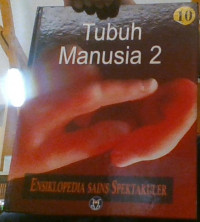 10
Tubuh
Manusia 2
ENSIKLOPEDIA SAINS SPEKTAKULER